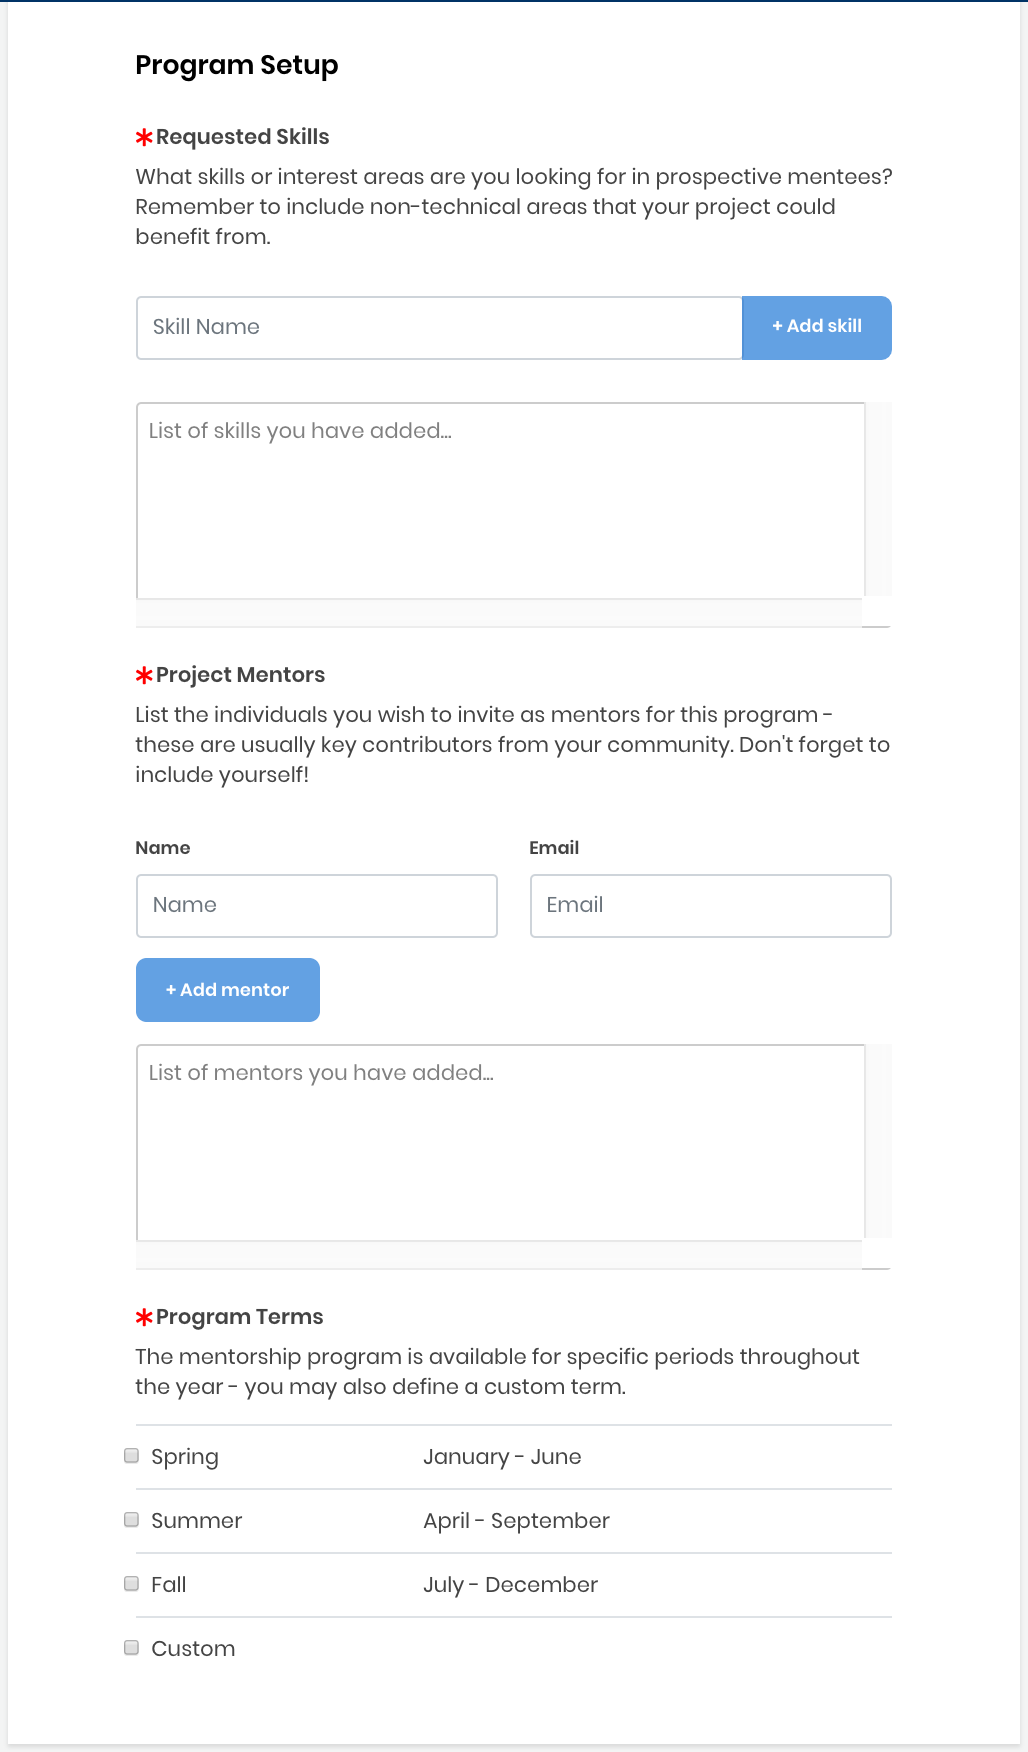 Program Setup
*Requested Skills
What skills or interest areas are you looking for in prospective mentees?
Remember to include non-technical areas that your project could
benefit from.
Skill Name
+ Add skill
List of skills you have added...
*Project Mentors
List the individuals you wish to invite as mentors for this program -
these are usually key contributors from your community. Don't forget to
include yourself!
Name Email
Name Email
+ Add mentor
List of mentors you have added...
*Program Terms
The mentorship program is available for specific periods throughout
the year - you may also define a custom term.
Spring January - June
Summer April - September
Fall July - December
Custom